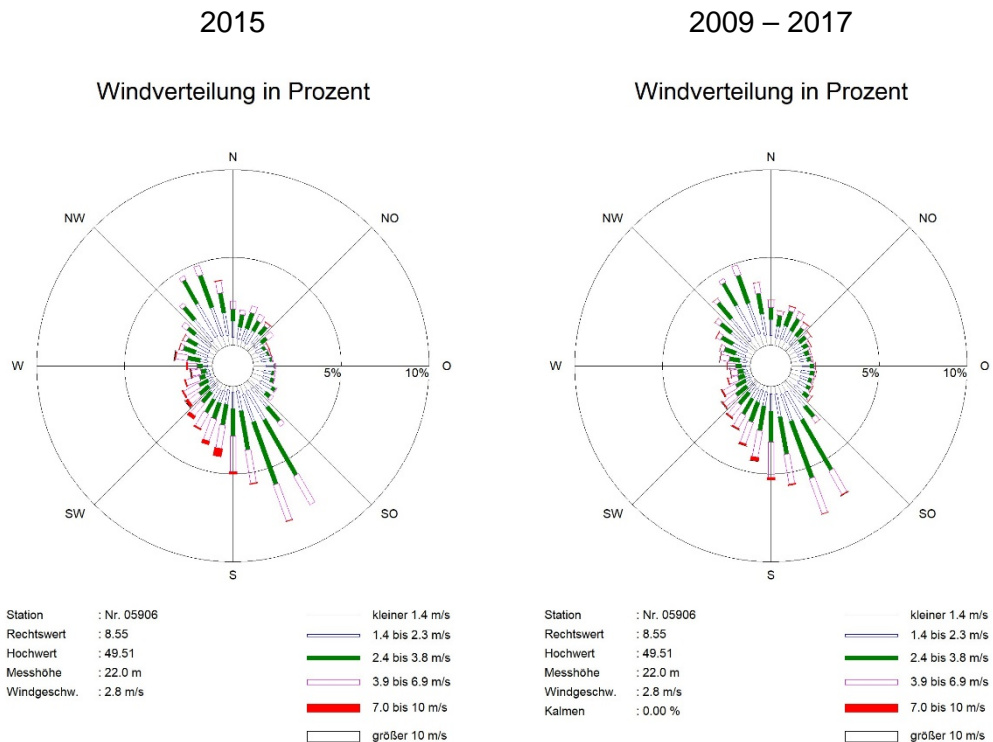 2015
Windverteilung in Prozent
N
NW
NO
W
5%
10%
O
SW
SO
S
Station : Nr. 05906
Rechtswert : 8.55
Hochwert : 49.51
Messhöhe : 22.0 m
Windgeschw. : 2.8 m/s
kleiner 1.4 m/s
1.4 bis 2.3 m/s
2.4 bis 3.8 m/s
3.9 bis 6.9 m/s
7.0 bis 10 m/s
größer 10 m/s
2009 – 2017
Windverteilung in Prozent
N
NW
NO
W
5%
10%
O
SW
SO
S
Station : Nr. 05906
Rechtswert : 8.55
Hochwert : 49.51
Messhöhe : 22.0 m
Windgeschw. : 2.8 m/s
Kalmen : 0.00 %
kleiner 1.4 m/s
1.4 bis 2.3 m/s
2.4 bis 3.8 m/s
3.9 bis 6.9 m/s
7.0 bis 10 m/s
größer 10 m/s